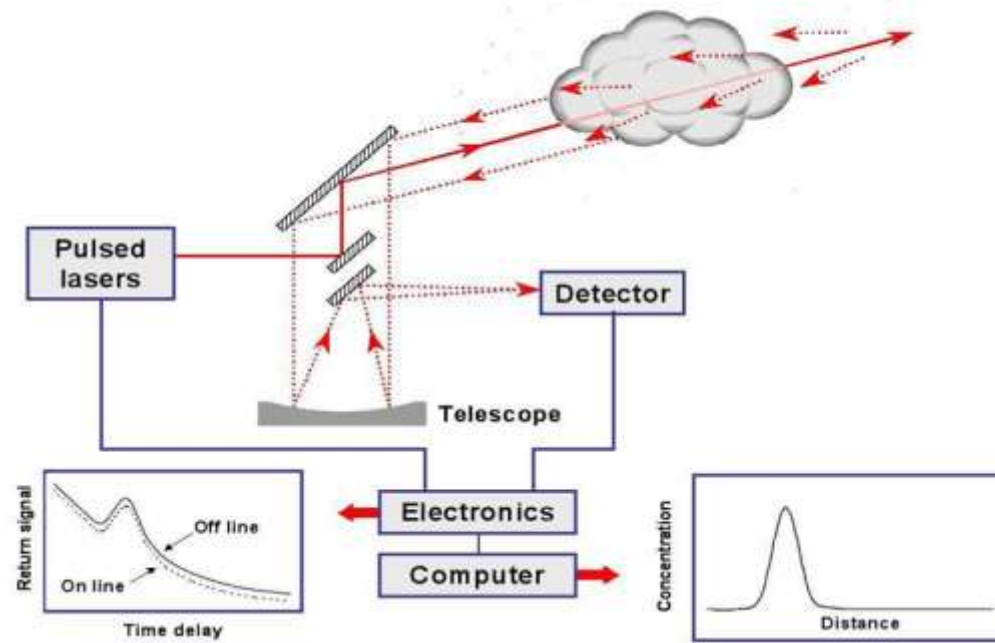 Pulsed
lasers
Detector
Telescope
Electronics
Computer
Return signal
Off line
On line
Time delay
Concentration
Distance